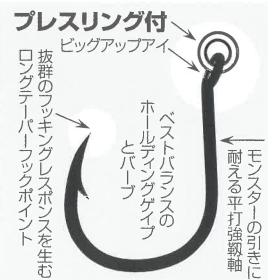 プレスリング付
ビッグアップアイ
モンスターの引きに
耐える平打強靱軸
ベストバランスの
ホールディングゲイプ
とバーブ
抜群のフッキングレスポンスを生む
ロングテーパーフックポイント